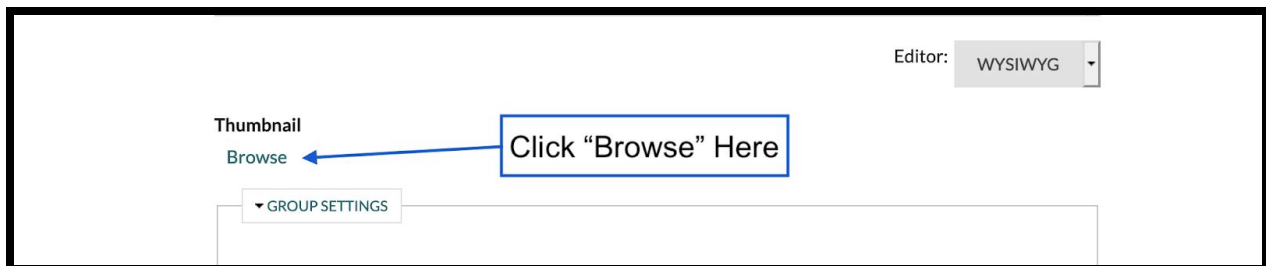 Editor: WYSIWYG
Thumbnail
Browse
Click “Browse” Here
GROUP SETTINGS